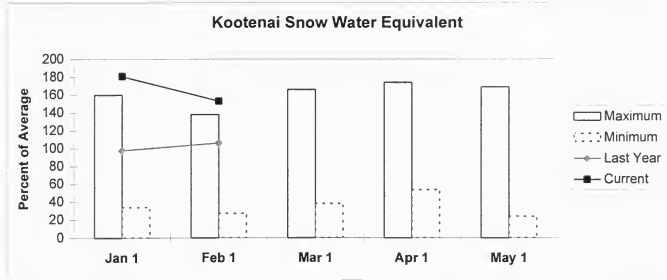 Kootenai Snow Water Equivalent
Percent of Average
200
180
160
140
120
100
80
60
40
20
0
Jan 1 Feb 1 Mar 1 Apr 1 May 1
Maximum
Minimum
Last Year
Current